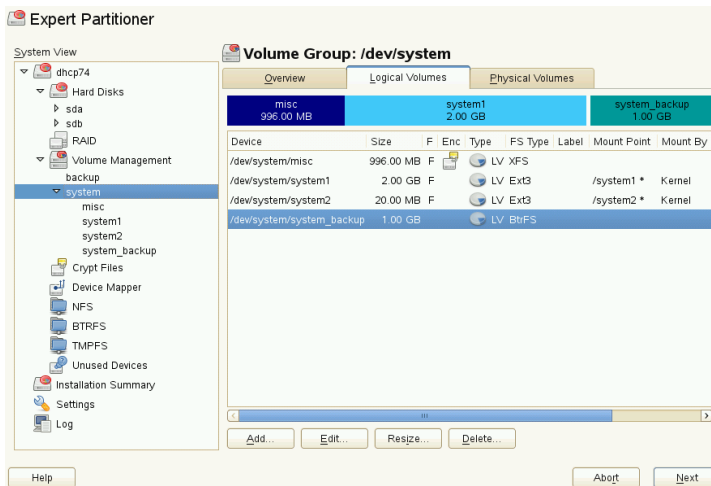 Expert Partitioner
System View
dhcp74
Hard Disks
sda
sdb
RAID
Volume Management
backup
system
misc
system1
system2
system_backup
Crypt Files
Device Mapper
NFS
BTRFS
TMPFS
Unused Devices
Installation Summary
Settings
Log
Volume Group: /dev/system
Overview Logical Volumes Physical Volumes
misc system1 system_backup
996.00 MB 2.00 GB 1.00 GB
Device Size F Enc Type FS Type Label Mount Point Mount By
/dev/system/misc 996.00 MB F LV XFS
/dev/system/system1 2.00 GB F LV Ext3 /system1 * Kernel
/dev/system/system2 20.00 MB F LV Ext3 /system2 * Kernel
/dev/system/system_backup 1.00 GB LV BtrFS
Add... Edit... Resize... Delete...
Help Abort Next